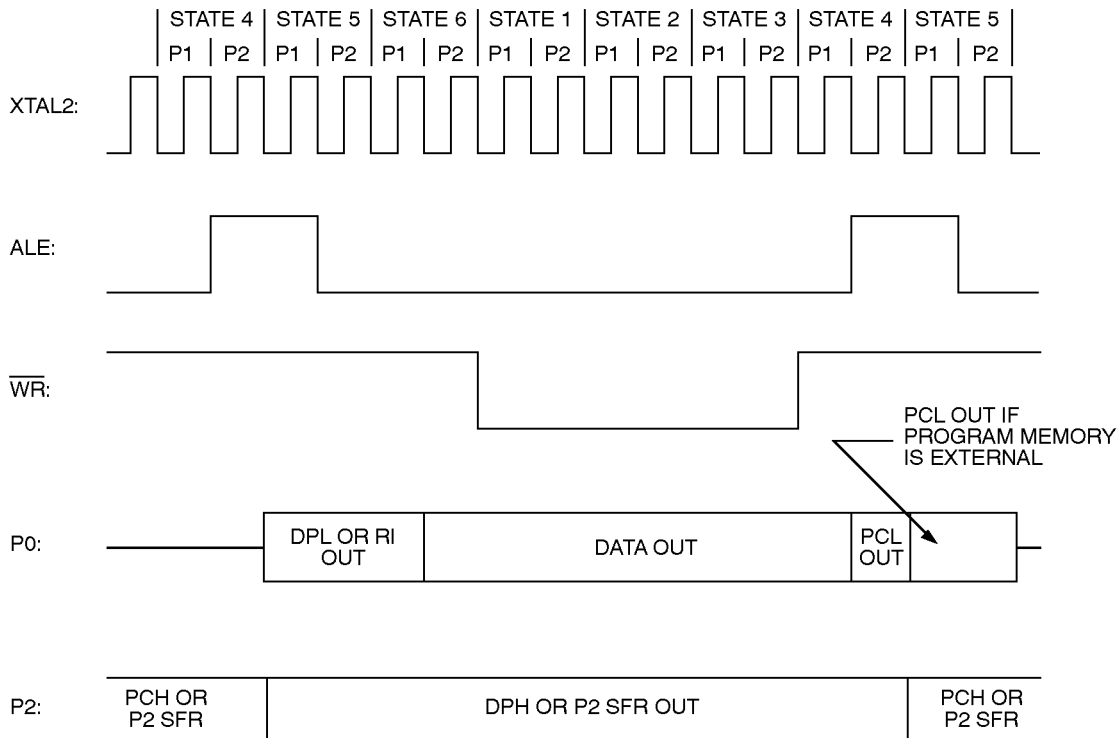 STATE 4 STATE 5 STATE 6 STATE 1 STATE 2 STATE 3 STATE 4 STATE 5
P1 P2 P1 P2 P1 P2 P1 P2 P1 P2 P1 P2 P1 P2 P1 P2
XTAL2:
ALE:
WR:
PCL OUT IF
PROGRAM MEMORY
IS EXTERNAL
P0:
DPL OR RI
OUT
DATA OUT
PCL
OUT
P2:
PCH OR
P2 SFR
DPH OR P2 SFR OUT
PCH OR
P2 SFR